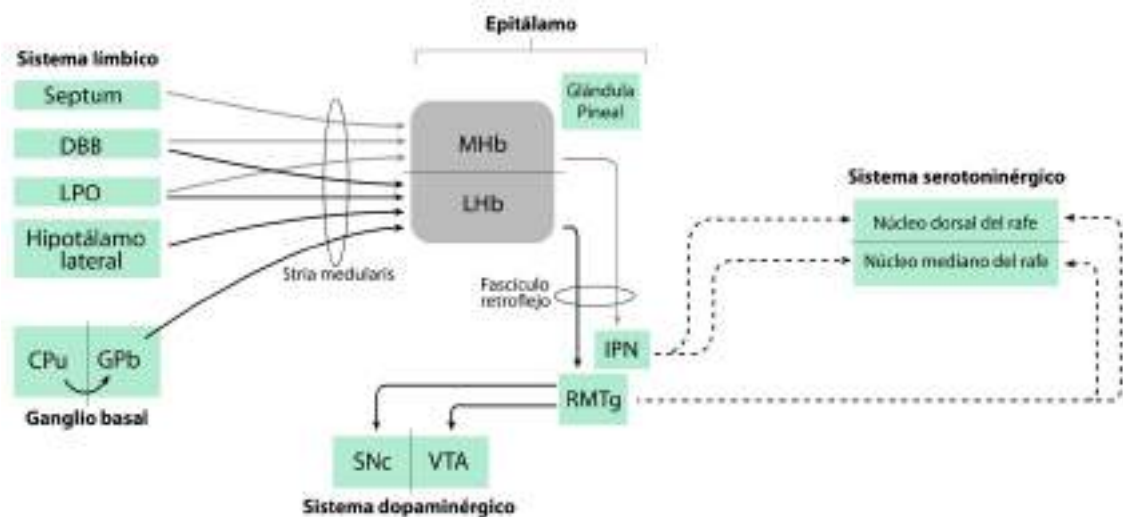 Epitálamo
Sistema límbico
Septum
DBB
LPO
Hipotálamo
lateral
Stria medularis
MHb
LHb
Glándula
Pineal
Fascículo
retroflejo
IPN
RMTg
Sistema serotoninérgico
Núcleo dorsal del rafe
Núcleo mediano del rafe
CPu
GPb
Ganglio basal
SNc
VTA
Sistema dopaminérgico